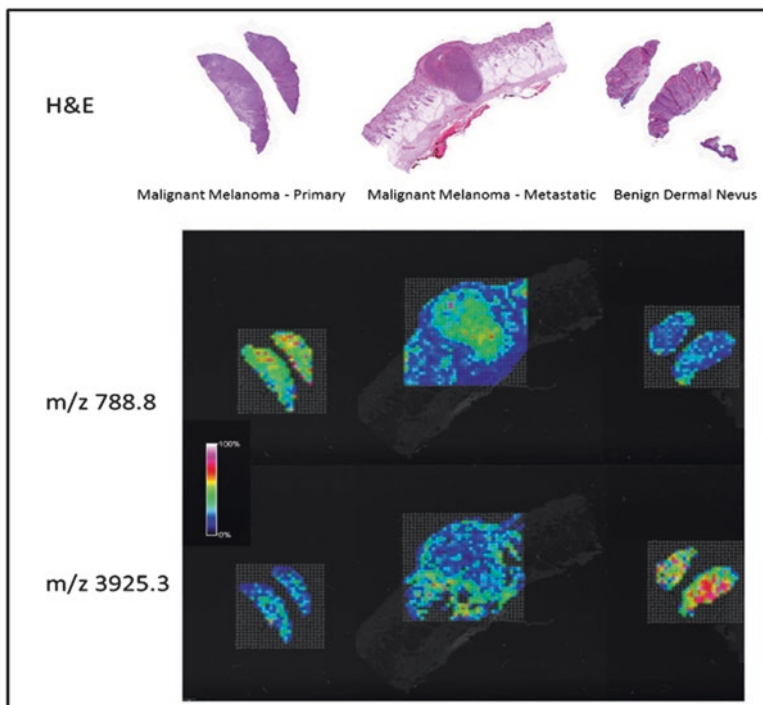 H&E
Malignant Melanoma - Primary
Malignant Melanoma - Metastatic
Benign Dermal Nevus
m/z 788.8
100%
0%
m/z 3925.3